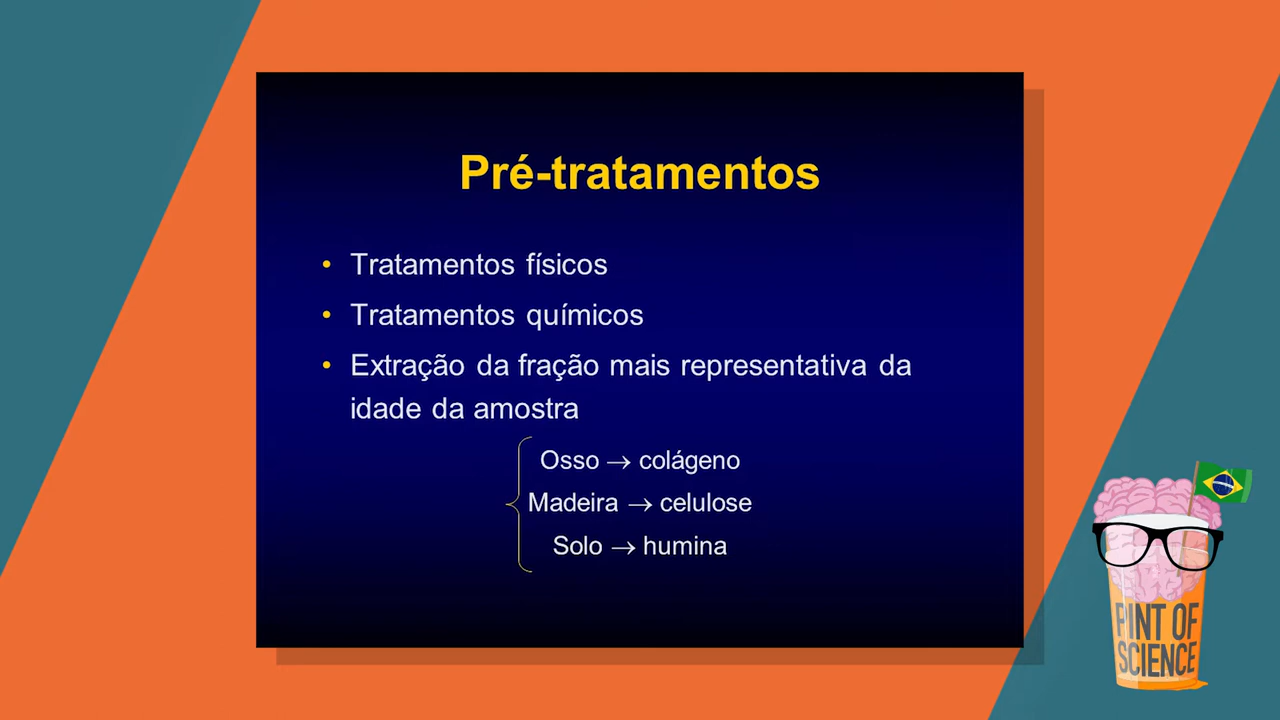 Pré-tratamentos
• Tratamentos físicos
• Tratamentos químicos
• Extração da fração mais representativa da
idade da amostra
Osso → colágeno
Madeira → celulose
Solo → humina
PINT OF
SCIENCE